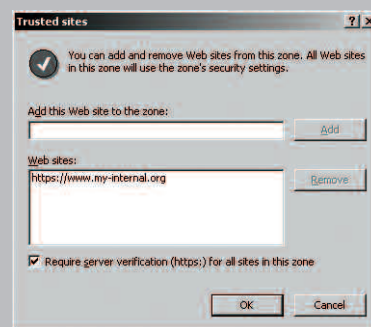 Trusted sites
You can add and remove Web sites from this zone. All Web sites
in this zone will use the zone's security settings.
Add this Web site to the zone:
Add
Web sites:
https://www.my-internal.org
Remove
Require server verification (https:) for all sites in this zone
OK
Cancel